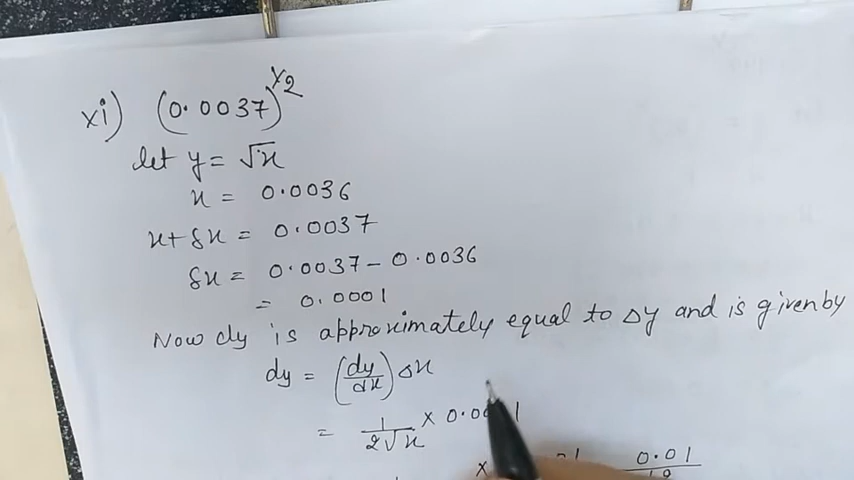 xi) (0.0037)^½
let y = √x
x = 0.0036
x+δx = 0.0037
δx = 0.0037 - 0.0036
= 0.0001
Now dy is approximately equal to Δy and is given by
dy = (dy/dx) Δx
= 1/2√x × 0.0
× 0.01